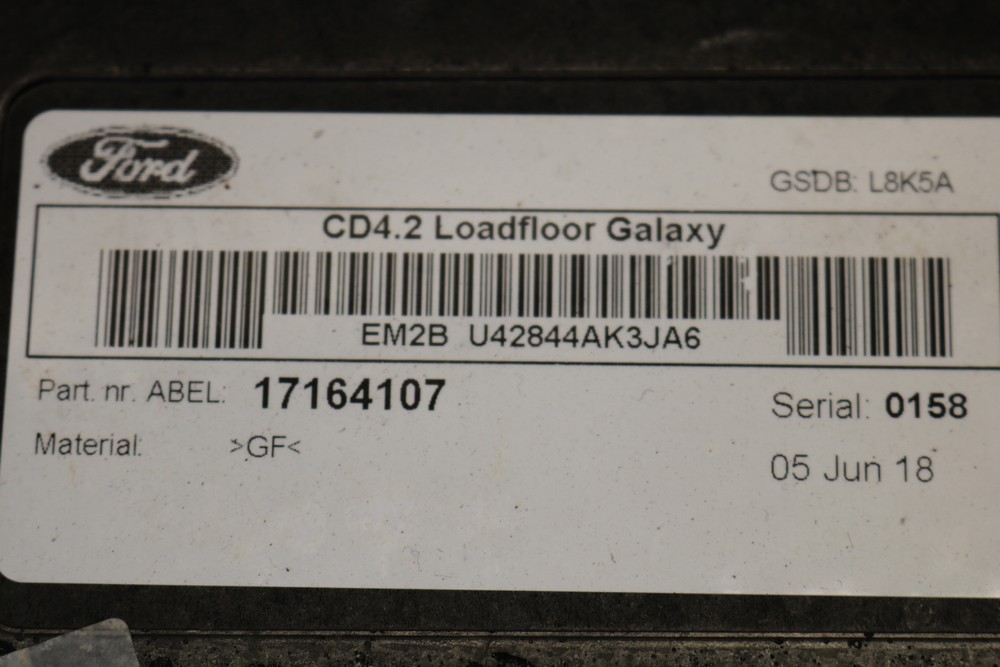 Ford
GSDB: L8K5A
CD4.2 Loadfloor Galaxy
EM2B U42844AK3JA6
Part. nr. ABEL: 17164107
Serial: 0158
Material: >GF<
05 Jun 18